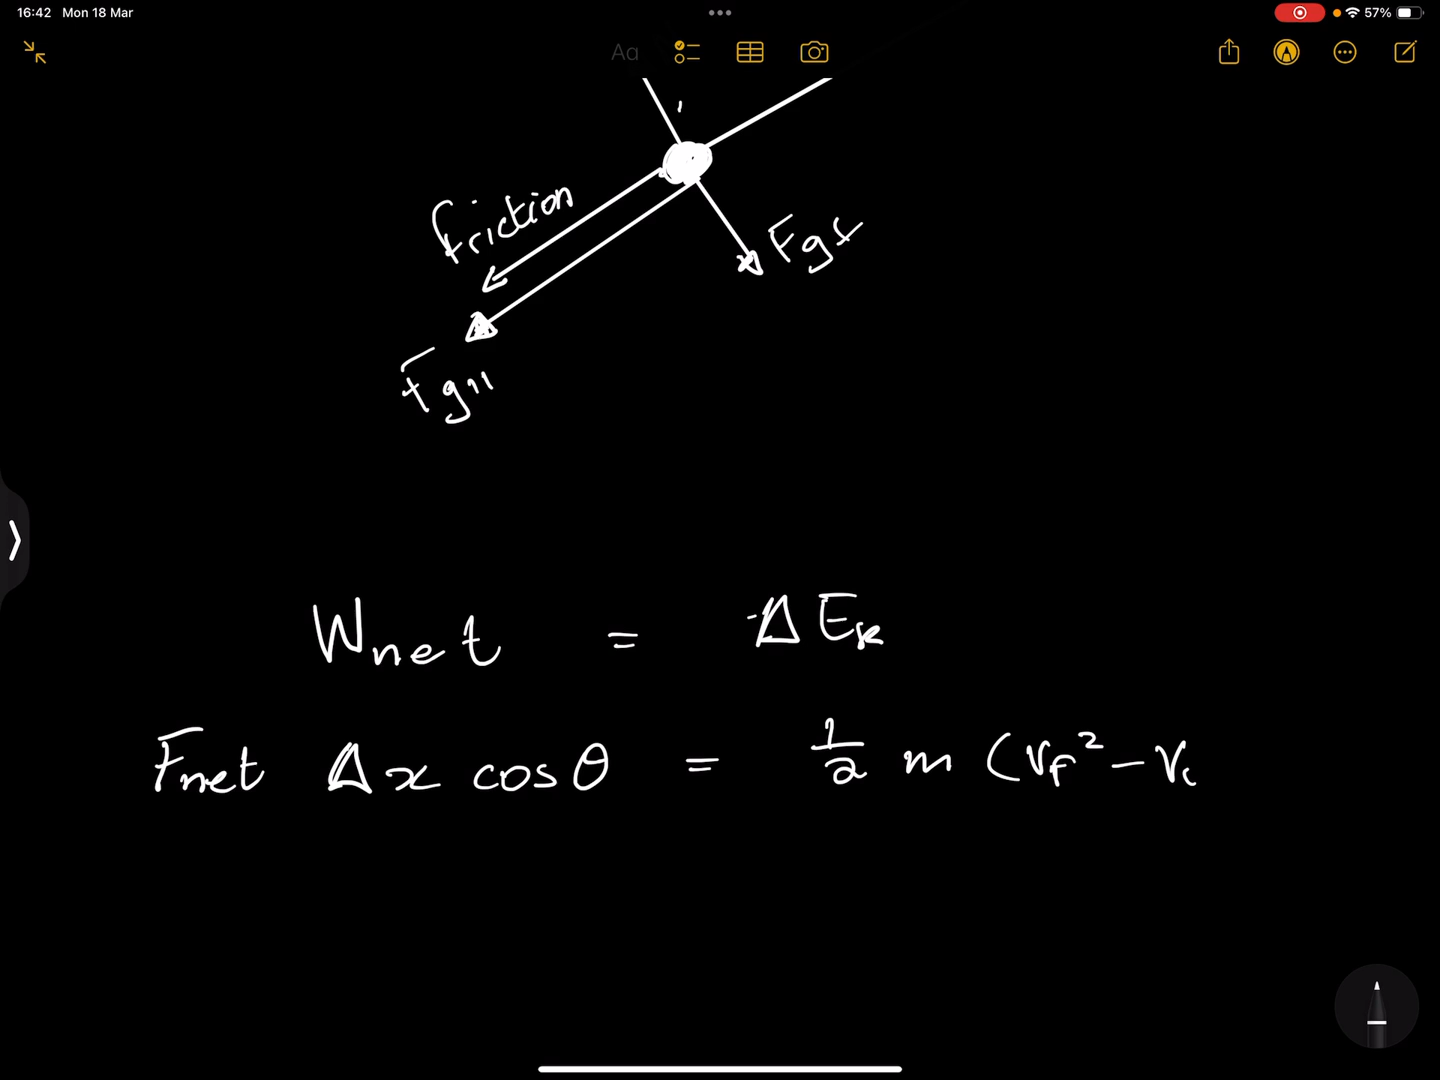 16:42 Mon 18 Mar
57%
Aa
friction
Fg⊥
Fg||
Wnet = ΔEk
Fnet Δx cosθ = 1/2 m (vf² - vi